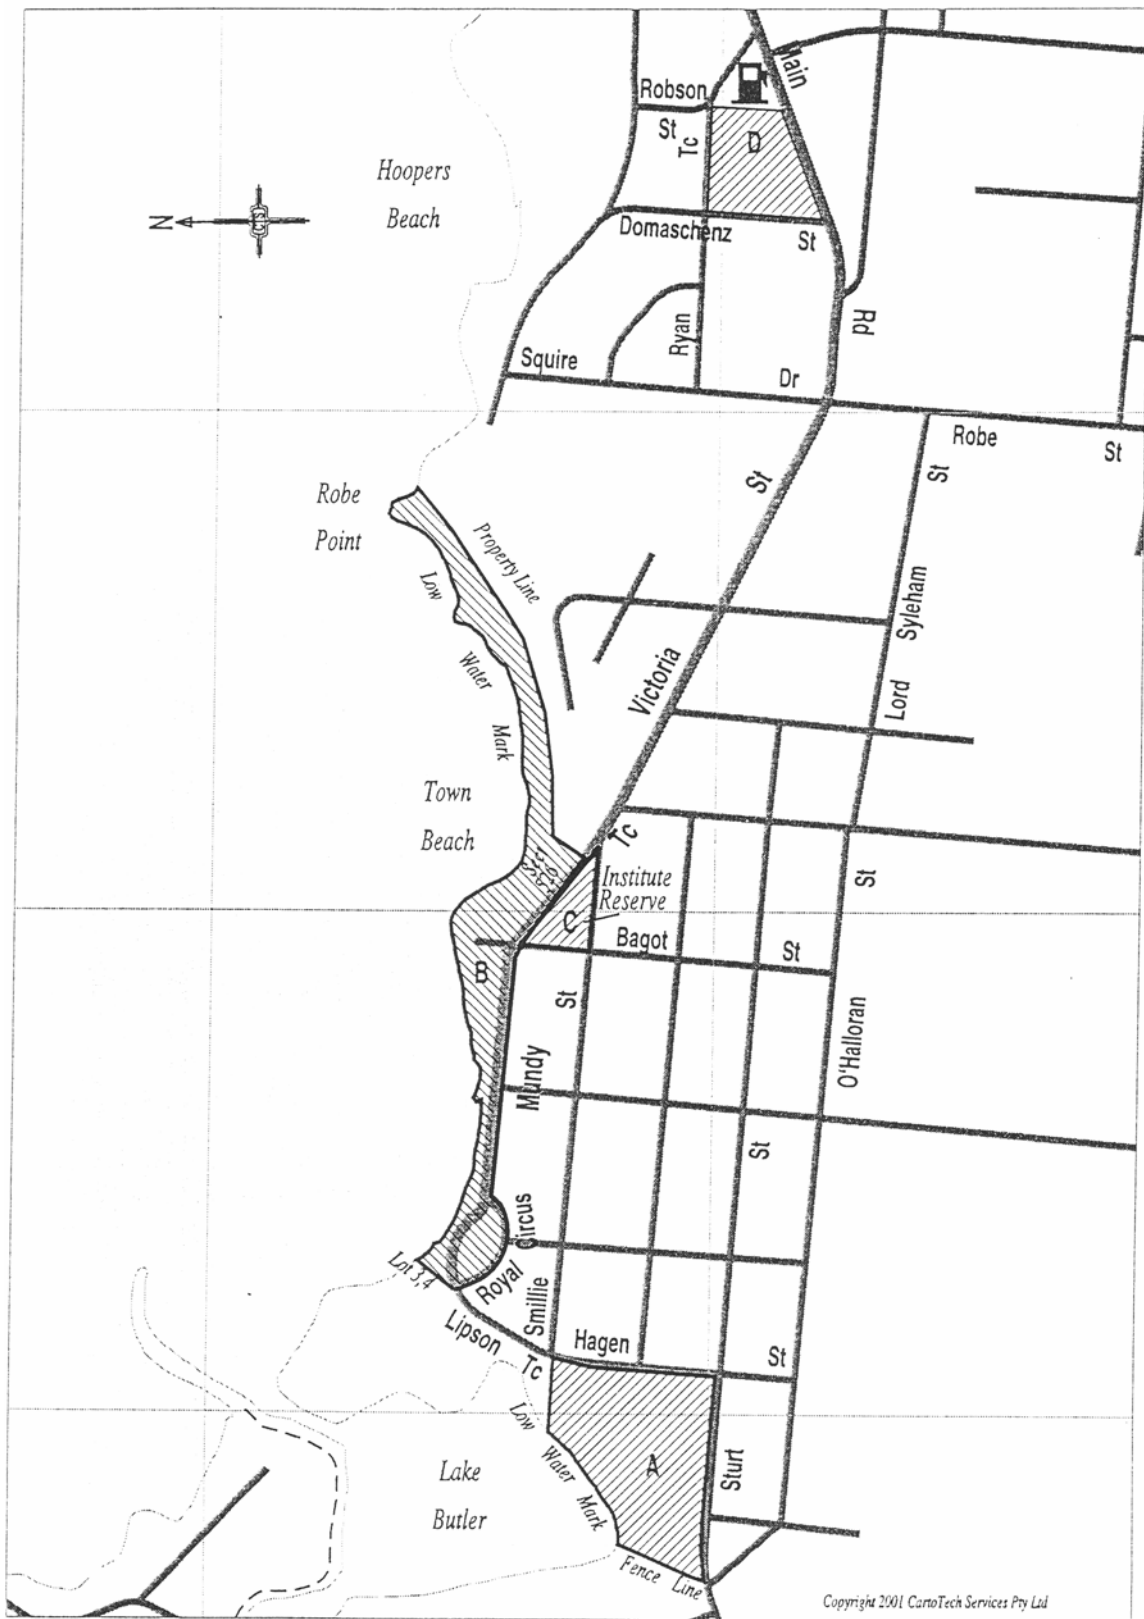 Main
Robson
St
Tc
D
Hoopers
Beach
N
Domaschenz
St
Rd
Ryan
Squire
Dr
Robe
St
St
St
Robe
Point
Property Line
Low
Water
Mark
Syleham
Victoria
Lord
Town
Beach
Tc
Institute
Reserve
C
St
Bagot
St
B
St
Mundy
O'Halloran
St
Circus
Royal
Lot 3,4
Smillie
Lipson
Tc
Hagen
St
Low
Water
Mark
A
Sturt
Lake
Butler
Fence Line
Copyright 2001 CartoTech Services Pty Ltd